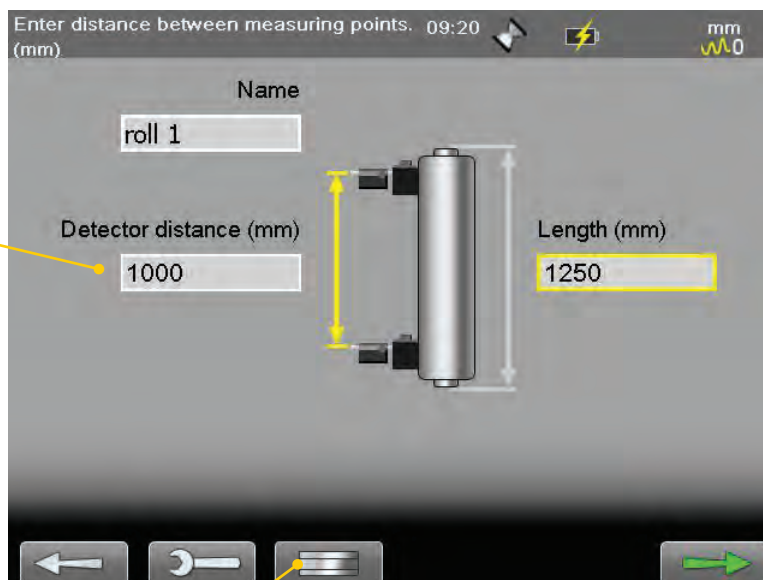 Enter distance between measuring points. 09:20 mm
(mm) 0
Name
roll 1
Detector distance (mm) Length (mm)
1000 1250